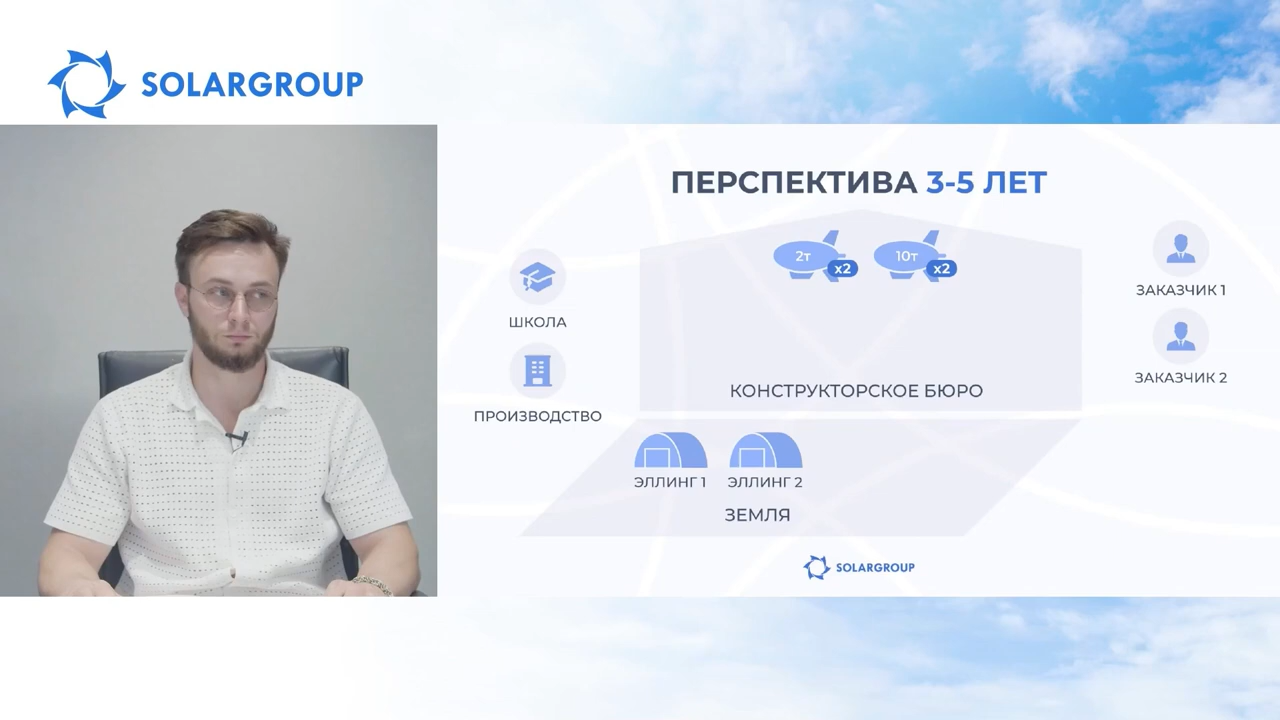 SOLARGROUP
ПЕРСПЕКТИВА 3-5 ЛЕТ
2т
x2
10т
x2
ШКОЛА
ПРОИЗВОДСТВО
ЗАКАЗЧИК 1
ЗАКАЗЧИК 2
КОНСТРУКТОРСКОЕ БЮРО
ЭЛЛИНГ 1
ЭЛЛИНГ 2
ЗЕМЛЯ
SOLARGROUP